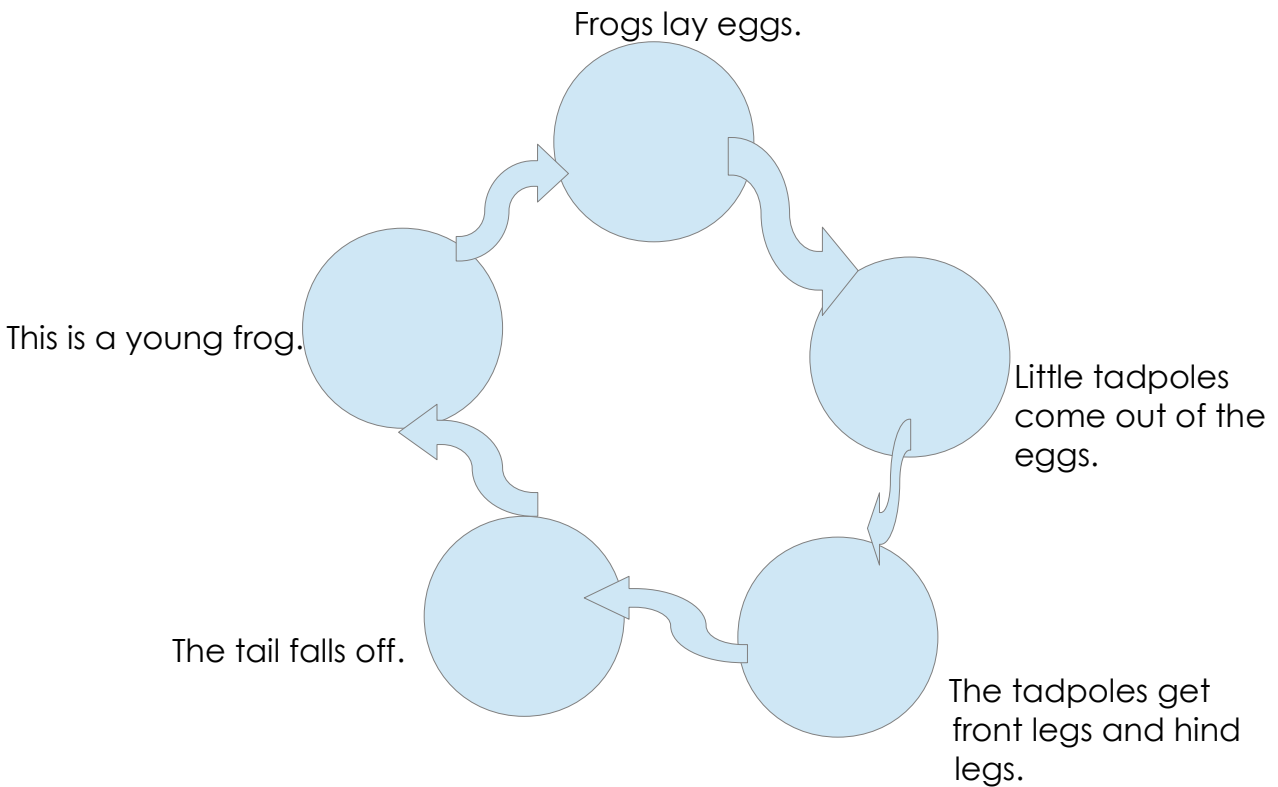 Frogs lay eggs.
Little tadpoles
come out of the
eggs.
The tadpoles get
front legs and hind
legs.
The tail falls off.
This is a young frog.